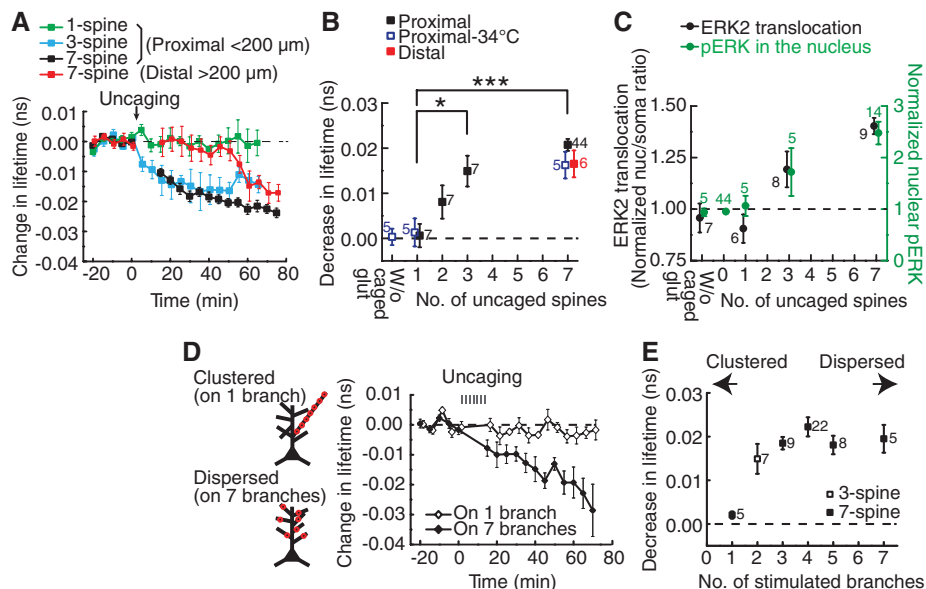 A
1-spine
3-spine
7-spine
(Proximal <200 µm)
7-spine (Distal >200 µm)
Uncaging
Change in lifetime (ns)
0.01
0.00
-0.01
-0.02
-0.03
-0.04
-20 0 20 40 60 80
Time (min)
B
Proximal
Proximal-34°C
Distal
***
*
Decrease in lifetime (ns)
0.03
0.02
0.01
0.00
5
5
7
7
7
44
5
6
W/o caged glut
1 2 3 4 5 6 7
No. of uncaged spines
C
ERK2 translocation
pERK in the nucleus
ERK2 translocation
(Normalized nuc/soma ratio)
1.50
1.25
1.00
0.75
Normalized nuclear pERK
3
2
1
0
5
7
44
5
6
5
8
14
9
W/o caged glut
0 1 2 3 4 5 6 7
No. of uncaged spines
D
Clustered
(on 1 branch)
Dispersed
(on 7 branches)
Uncaging
Change in lifetime (ns)
0.01
0.00
-0.01
-0.02
-0.03
-0.04
On 1 branch
On 7 branches
-20 0 20 40 60 80
Time (min)
E
Clustered
Dispersed
Decrease in lifetime (ns)
0.03
0.02
0.01
0.00
5
7
9
22
8
5
3-spine
7-spine
0 1 2 3 4 5 6 7
No. of stimulated branches